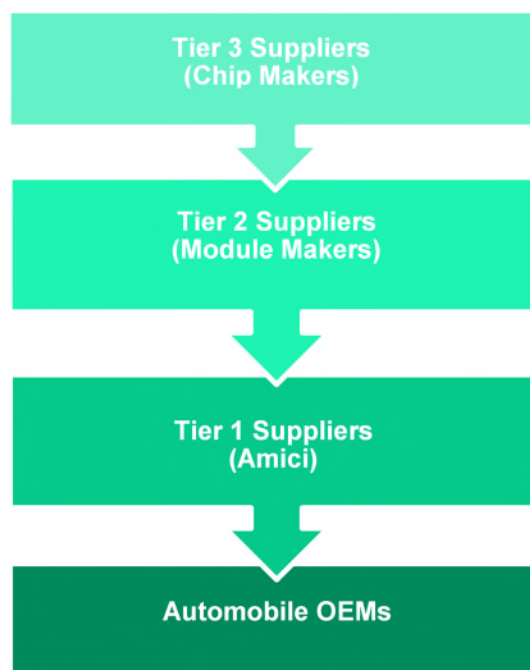 Tier 3 Suppliers
(Chip Makers)
Tier 2 Suppliers
(Module Makers)
Tier 1 Suppliers
(Amici)
Automobile OEMs